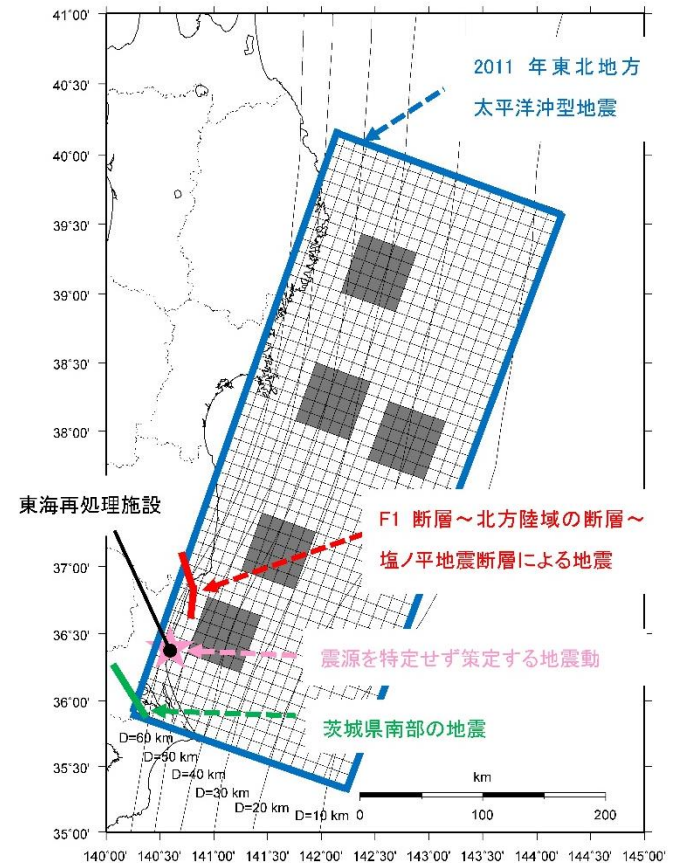 41°00'
40°30'
40°00'
39°30'
39°00'
38°30'
38°00'
37°00'
36°30'
36°00'
35°30'
35°00'
2011 年東北地方
太平洋沖型地震
東海再処理施設
F1 断層～北方陸域の断層～
塩ノ平地震断層による地震
震源を特定せず策定する地震動
茨城県南部の地震
D=60 km
D=50 km
D=40 km
D=30 km
D=20 km
D=10 km
km
0 100 200
140°00' 140°30' 141°00' 141°30' 142°00' 142°30' 143°00' 143°30' 144°00' 144°30' 145°00'